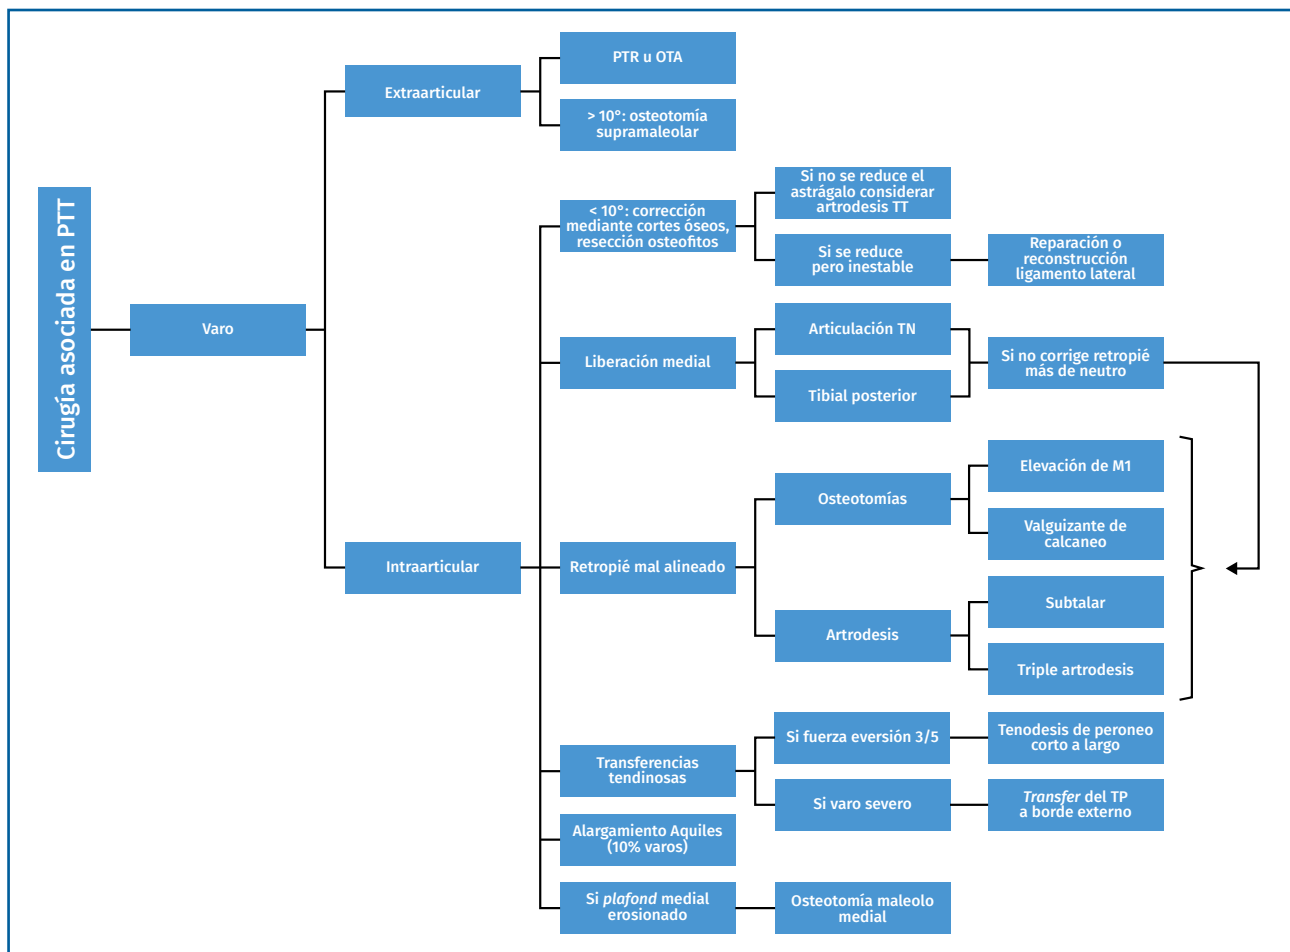 Cirugía asociada en PTT
Varo
Extraarticular
PTR u OTA
> 10°: osteotomía
supramaleolar
Intraarticular
< 10°: corrección
mediante cortes óseos,
resección osteofitos
Si no se reduce el
astrágalo considerar
artrodesis TT
Si se reduce
pero inestable
Reparación o
reconstrucción
ligamento lateral
Liberación medial
Articulación TN
Tibial posterior
Si no corrige retropié
más de neutro
Retropié mal alineado
Osteotomías
Elevación de M1
Valguizante de
calcaneo
Artrodesis
Subtalar
Triple artrodesis
Transferencias
tendinosas
Si fuerza eversión 3/5
Tenodesis de peroneo
corto a largo
Si varo severo
Transfer del TP
a borde externo
Alargamiento Aquiles
(10% varos)
Si plafond medial
erosionado
Osteotomía maleolo
medial